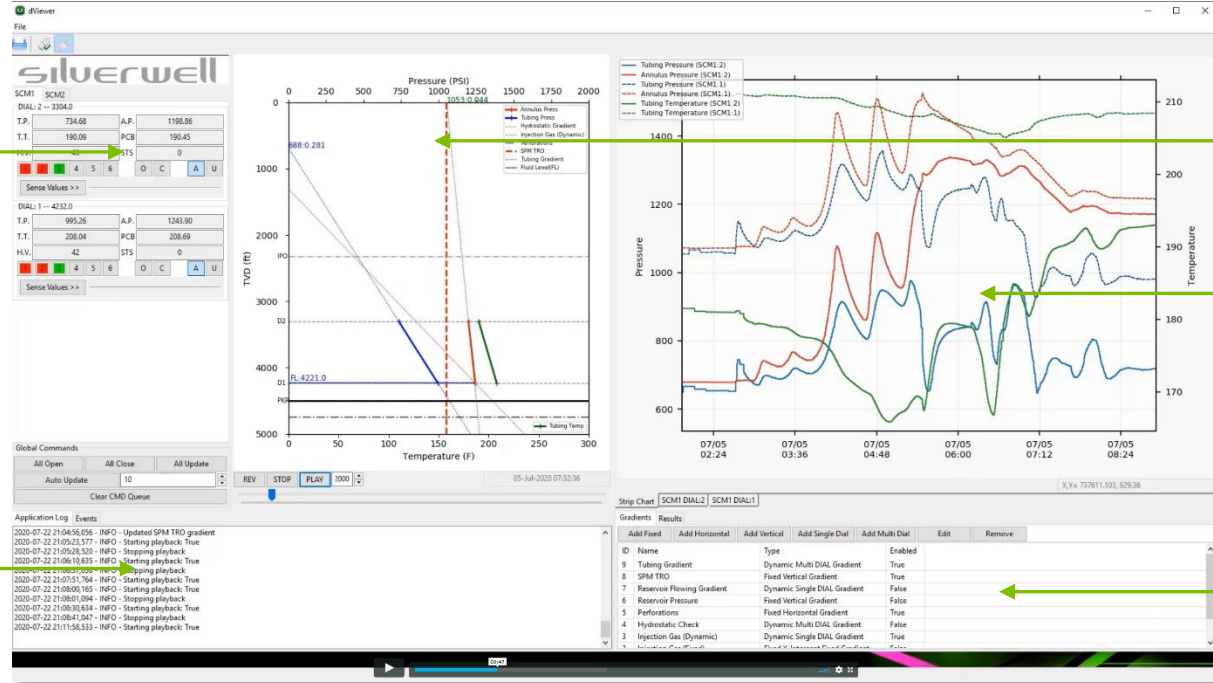 dViewer
File
silverwell
SCM1 SCM2
DIAL: 2 -- 3304.0
T.P. 734.68 A.P. 1198.86
T.T. 190.09 PCB 190.45
STS 0
1 2 3 4 5 6 O C A U
Sense Values >>
DIAL: 1 -- 4232.0
T.P. 995.26 A.P. 1243.90
T.T. 208.04 PCB 208.69
H.V. 42 STS 0
1 2 3 4 5 6 O C A U
Sense Values >>
Global Commands
All Open All Close All Update
Auto Update 10
Clear CMD Queue
Pressure (PSI)
0 250 500 750 1000 1250 1500 1750 2000
1053:0.044
688:0.281
Annulus Press
Tubing Press
Hydrostatic Gradient
Injection Gas (Dynamic)
Perforations
SPM TRO
Tubing Gradient
Fluid Level(FL)
TVD (ft)
0
1000
2000
IPO
3000
D2
4000
FL:4221.0
D1
PKR
5000
Tubing Temp
0 50 100 150 200 250 300
Temperature (F)
REV STOP PLAY 2000 05-Jul-2020 07:32:36
Tubing Pressure (SCM1:2)
Annulus Pressure (SCM1:2)
Tubing Pressure (SCM1:1)
Annulus Pressure (SCM1:1)
Tubing Temperature (SCM1:2)
Tubing Temperature (SCM1:1)
Pressure
1400
1200
1000
800
600
Temperature
210
200
190
180
170
07/05 07/05 07/05 07/05 07/05 07/05
02:24 03:36 04:48 06:00 07:12 08:24
X,Y= 737611.103, 829.36
Strip Chart SCM1 DIAL:2 SCM1 DIAL:1
Application Log Events
2020-07-22 21:04:56,056 - INFO - Updated SPM TRO gradient
2020-07-22 21:05:23,577 - INFO - Starting playback: True
2020-07-22 21:05:28,520 - INFO - Stopping playback
2020-07-22 21:06:10,635 - INFO - Starting playback: True
Stopping playback
2020-07-22 21:07:51,764 - INFO - Starting playback: True
2020-07-22 21:08:00,165 - INFO - Starting playback: True
2020-07-22 21:08:01,094 - INFO - Stopping playback
2020-07-22 21:08:30,634 - INFO - Starting playback: True
2020-07-22 21:08:41,047 - INFO - Stopping playback
2020-07-22 21:11:58,533 - INFO - Starting playback: True
Gradients Results
Add Fixed Add Horizontal Add Vertical Add Single Dial Add Multi Dial Edit Remove
ID Name Type Enabled
9 Tubing Gradient Dynamic Multi DIAL Gradient True
8 SPM TRO Fixed Vertical Gradient True
7 Reservoir Flowing Gradient Dynamic Single DIAL Gradient False
6 Reservoir Pressure Fixed Vertical Gradient False
5 Perforations Fixed Horizontal Gradient True
4 Hydrostatic Check Dynamic Multi DIAL Gradient False
3 Injection Gas (Dynamic) Dynamic Single DIAL Gradient True
03:47